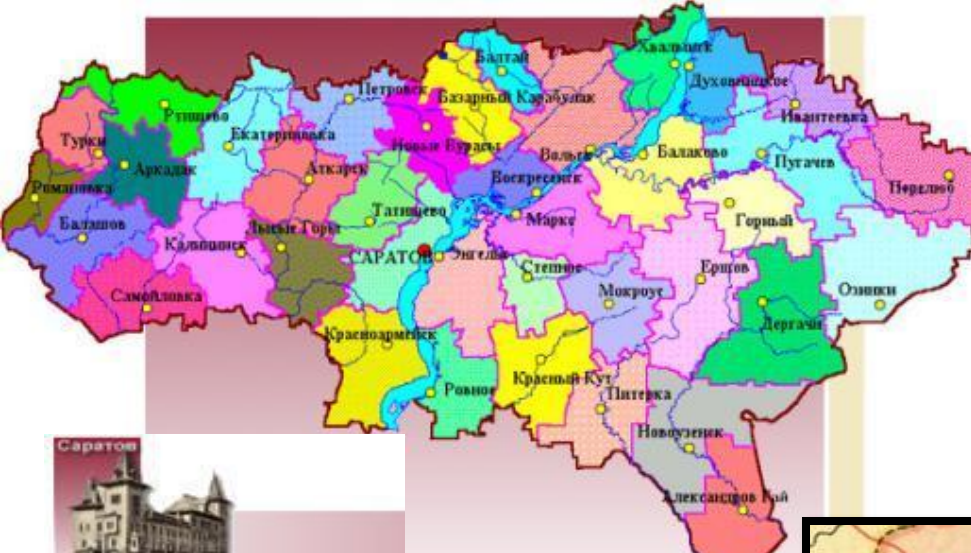 Хвалынск
Балтай
Духовницкое
Петровск
Базарный Карабулак
Ртищево
Ивантеевка
Екатериновка
Турки
Новые Бурасы
Вольск
Балаково
Пугачев
Аркадак
Аткарск
Воскресенск
Перелюб
Романовка
Татищево
Маркс
Горный
Балашов
Лысые Горы
Калининск
САРАТОВ
Энгельс
Степное
Ершов
Мокроус
Озинки
Самойловка
Дергачи
Красноармейск
Красный Кут
Ровное
Питерка
Новоузенск
Александров Гай
Саратов